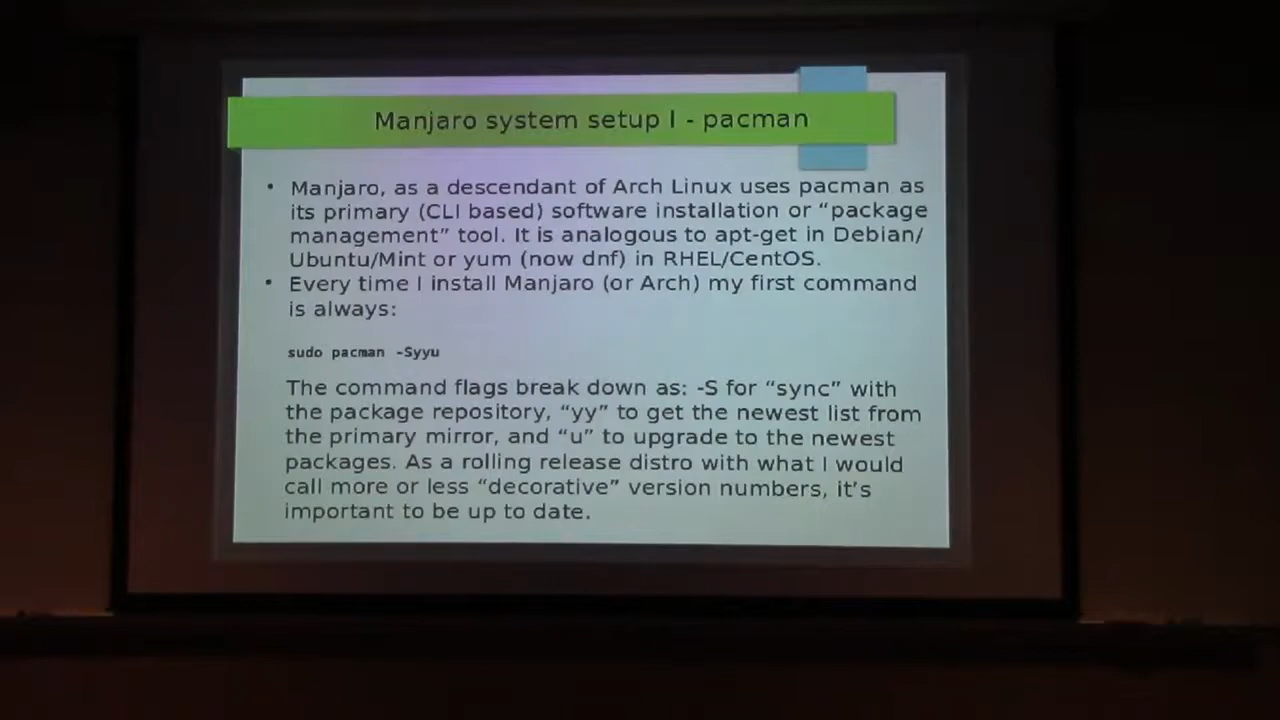 Manjaro system setup I - pacman
• Manjaro, as a descendant of Arch Linux uses pacman as
its primary (CLI based) software installation or “package
management” tool. It is analogous to apt-get in Debian/
Ubuntu/Mint or yum (now dnf) in RHEL/CentOS.
• Every time I install Manjaro (or Arch) my first command
is always:
sudo pacman -Syyu
The command flags break down as: -S for “sync” with
the package repository, “yy” to get the newest list from
the primary mirror, and “u” to upgrade to the newest
packages. As a rolling release distro with what I would
call more or less “decorative” version numbers, it’s
important to be up to date.